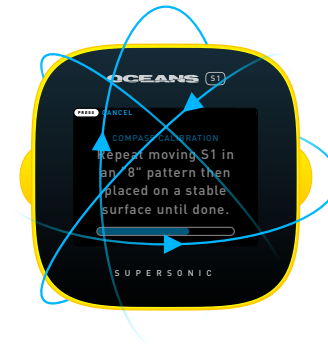 OCEANS S1
PRESS CANCEL
COMPASS CALIBRATION
Repeat moving S1 in
an "8" pattern then
placed on a stable
surface until done.
SUPERSONIC